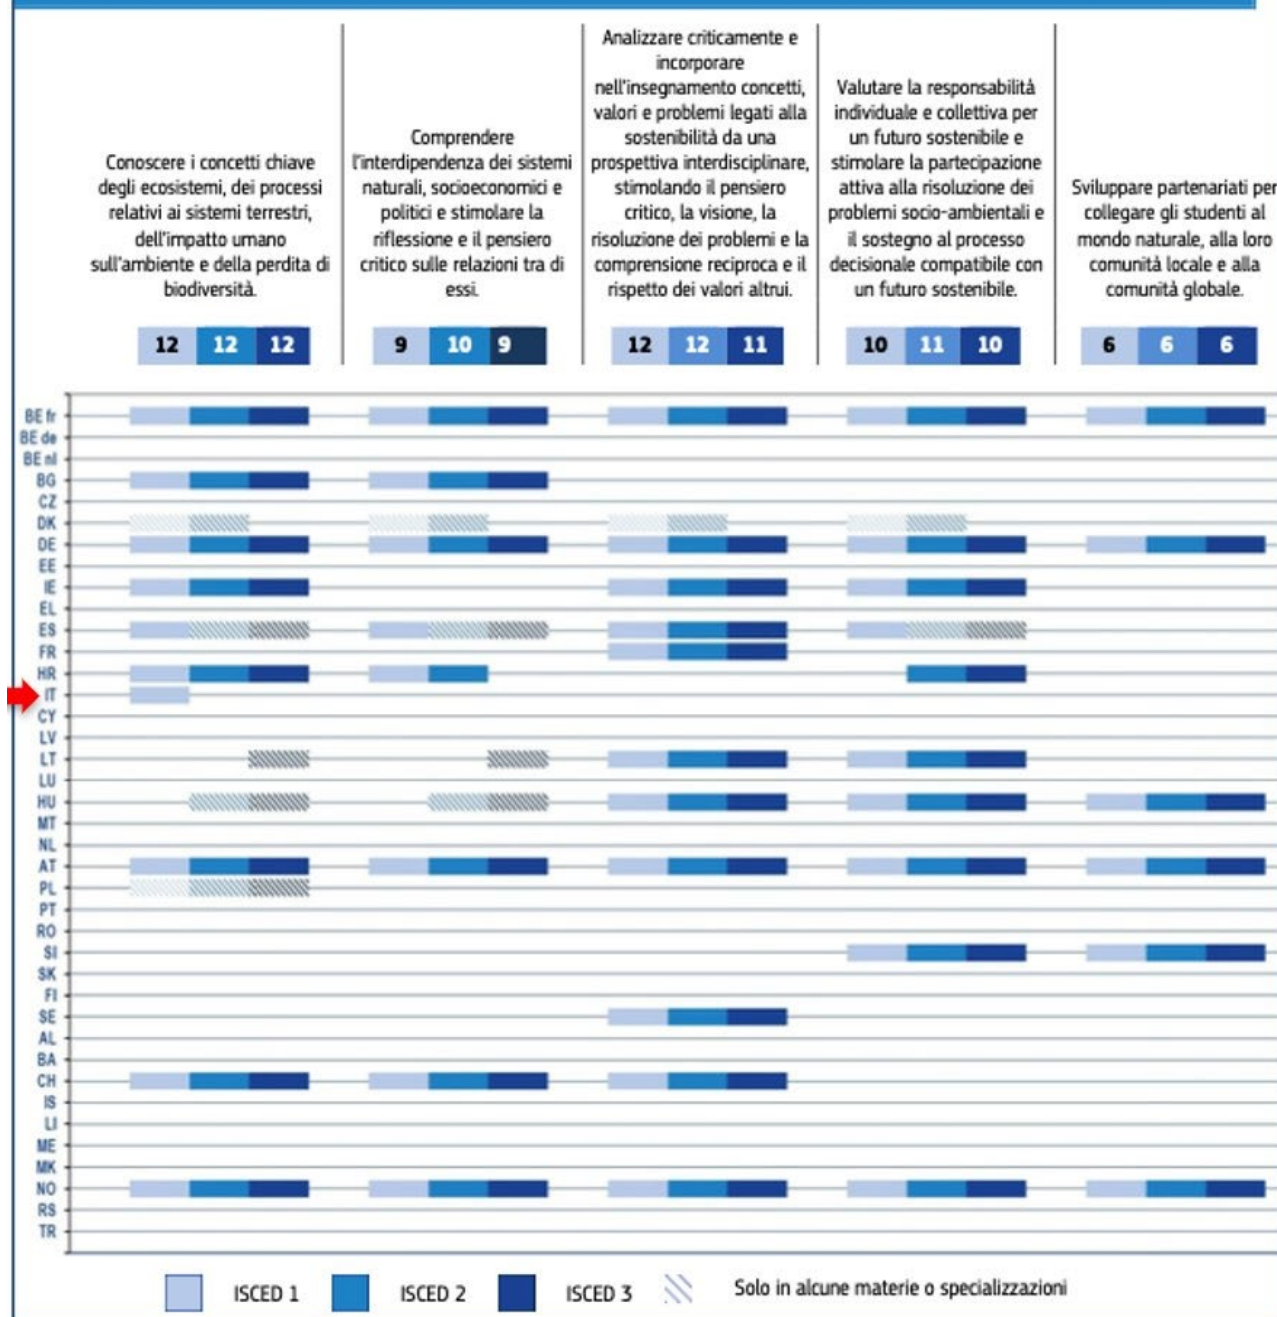 Conoscere i concetti chiave
degli ecosistemi, dei processi
relativi ai sistemi terrestri,
dell'impatto umano
sull'ambiente e della perdita di
biodiversità.
12 12 12
Comprendere
l'interdipendenza dei sistemi
naturali, socioeconomici e
politici e stimolare la
riflessione e il pensiero
critico sulle relazioni tra di
essi.
9 10 9
Analizzare criticamente e
incorporare
nell'insegnamento concetti,
valori e problemi legati alla
sostenibilità da una
prospettiva interdisciplinare,
stimolando il pensiero
critico, la visione, la
risoluzione dei problemi e la
comprensione reciproca e il
rispetto dei valori altrui.
12 12 11
Valutare la responsabilità
individuale e collettiva per
un futuro sostenibile e
stimolare la partecipazione
attiva alla risoluzione dei
problemi socio-ambientali e
il sostegno al processo
decisionale compatibile con
un futuro sostenibile.
10 11 10
Sviluppare partenariati per
collegare gli studenti al
mondo naturale, alla loro
comunità locale e alla
comunità globale.
6 6 6
BE fr
BE de
BE nl
BG
CZ
DK
DE
EE
IE
EL
ES
FR
HR
IT
CY
LV
LT
LU
HU
MT
NL
AT
PL
PT
RO
SI
SK
FI
SE
AL
BA
CH
IS
LI
ME
MK
NO
RS
TR
ISCED 1 ISCED 2 ISCED 3 Solo in alcune materie o specializzazioni